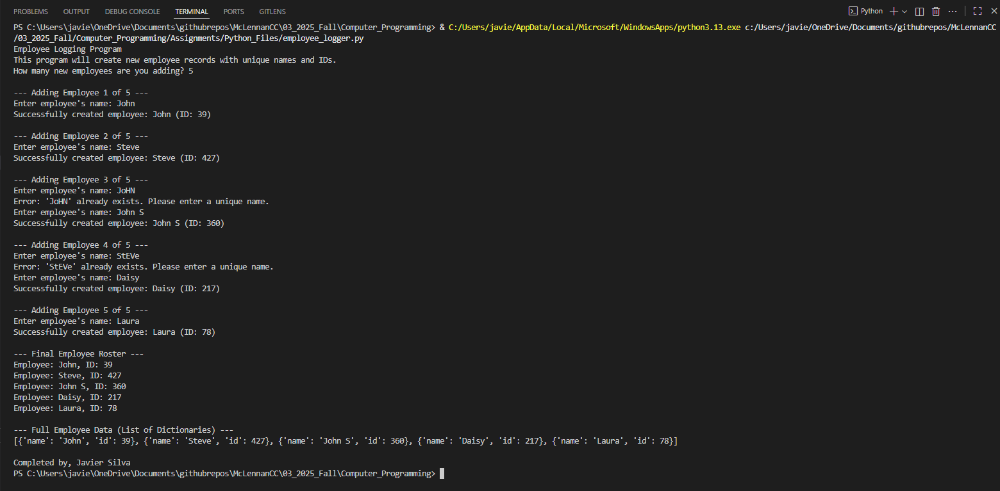 PROBLEMS OUTPUT DEBUG CONSOLE TERMINAL PORTS GITLENS Python
PS C:\Users\javie\OneDrive\Documents\githubrepos\McLennanCC\03_2025_Fall\Computer_Programming> & C:/Users/javie/AppData/Local/Microsoft/WindowsApps/python3.13.exe c:/Users/javie/OneDrive/Documents/githubrepos/McLennanCC
/03_2025_Fall/Computer_Programming/Assignments/Python_Files/employee_logger.py
Employee Logging Program
This program will create new employee records with unique names and IDs.
How many new employees are you adding? 5
--- Adding Employee 1 of 5 ---
Enter employee's name: John
Successfully created employee: John (ID: 39)
--- Adding Employee 2 of 5 ---
Enter employee's name: Steve
Successfully created employee: Steve (ID: 427)
--- Adding Employee 3 of 5 ---
Enter employee's name: JoHN
Error: 'JoHN' already exists. Please enter a unique name.
Enter employee's name: John S
Successfully created employee: John S (ID: 360)
--- Adding Employee 4 of 5 ---
Enter employee's name: StEVe
Error: 'StEVe' already exists. Please enter a unique name.
Enter employee's name: Daisy
Successfully created employee: Daisy (ID: 217)
--- Adding Employee 5 of 5 ---
Enter employee's name: Laura
Successfully created employee: Laura (ID: 78)
--- Final Employee Roster ---
Employee: John, ID: 39
Employee: Steve, ID: 427
Employee: John S, ID: 360
Employee: Daisy, ID: 217
Employee: Laura, ID: 78
--- Full Employee Data (List of Dictionaries) ---
[{'name': 'John', 'id': 39}, {'name': 'Steve', 'id': 427}, {'name': 'John S', 'id': 360}, {'name': 'Daisy', 'id': 217}, {'name': 'Laura', 'id': 78}]
Completed by, Javier Silva
PS C:\Users\javie\OneDrive\Documents\githubrepos\McLennanCC\03_2025_Fall\Computer_Programming>